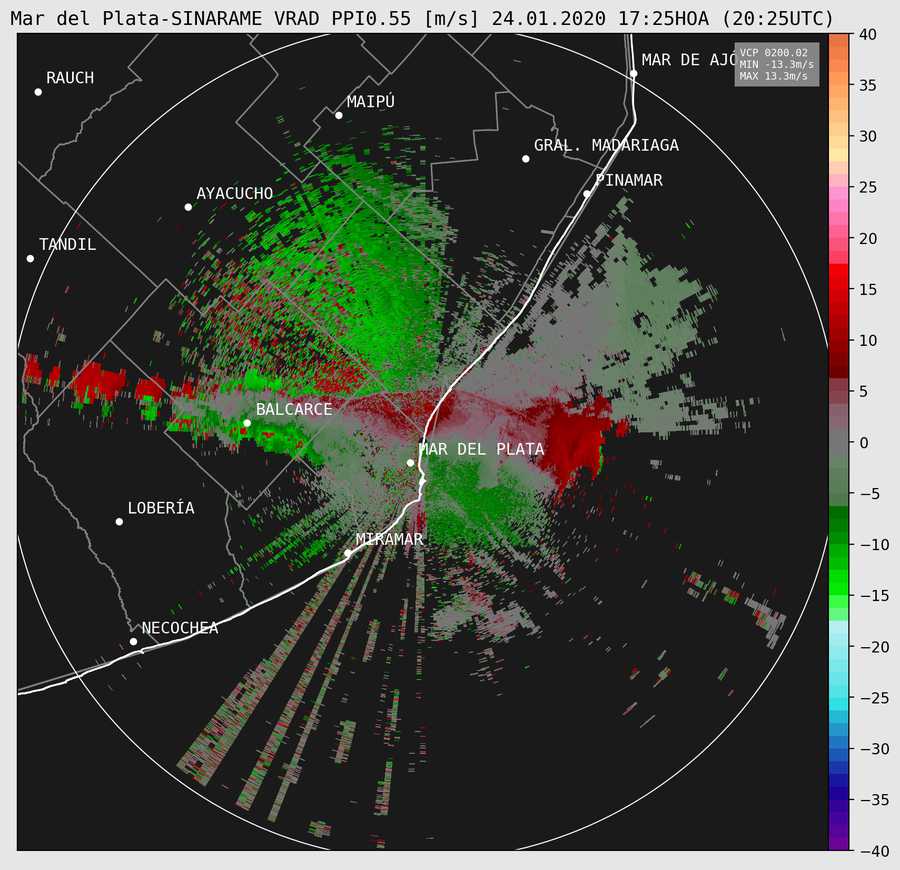 Mar del Plata-SINARAME VRAD PPI0.55 [m/s] 24.01.2020 17:25HOA (20:25UTC)
VCP 0200.02
MIN -13.3m/s
MAX 13.3m/s
MAR DE AJÓ
RAUCH
MAIPÚ
GRAL. MADARIAGA
PINAMAR
AYACUCHO
TANDIL
BALCARCE
MAR DEL PLATA
LOBERÍA
MIRAMAR
NECOCHEA
40
35
30
25
20
15
10
5
0
−5
−10
−15
−20
−25
−30
−35
−40